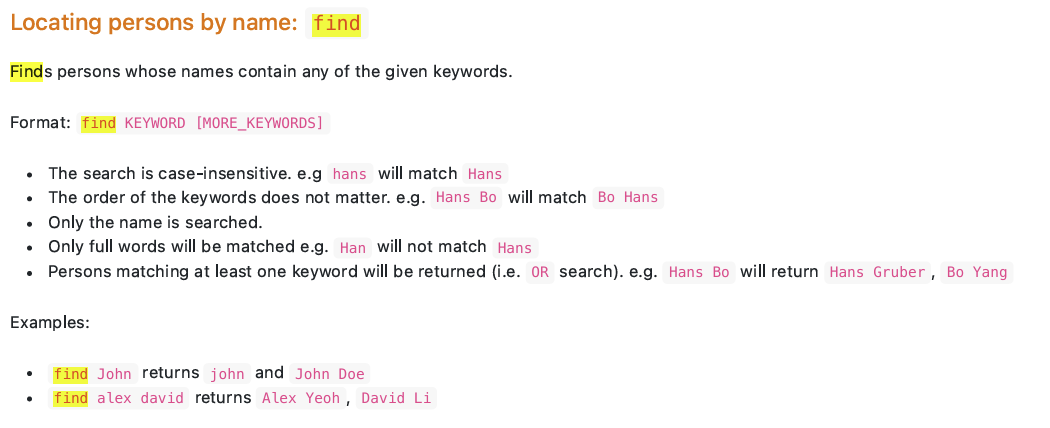 Locating persons by name: find
Finds persons whose names contain any of the given keywords.
Format: find KEYWORD [MORE_KEYWORDS]
• The search is case-insensitive. e.g hans will match Hans
• The order of the keywords does not matter. e.g. Hans Bo will match Bo Hans
• Only the name is searched.
• Only full words will be matched e.g. Han will not match Hans
• Persons matching at least one keyword will be returned (i.e. OR search). e.g. Hans Bo will return Hans Gruber, Bo Yang
Examples:
• find John returns john and John Doe
• find alex david returns Alex Yeoh, David Li